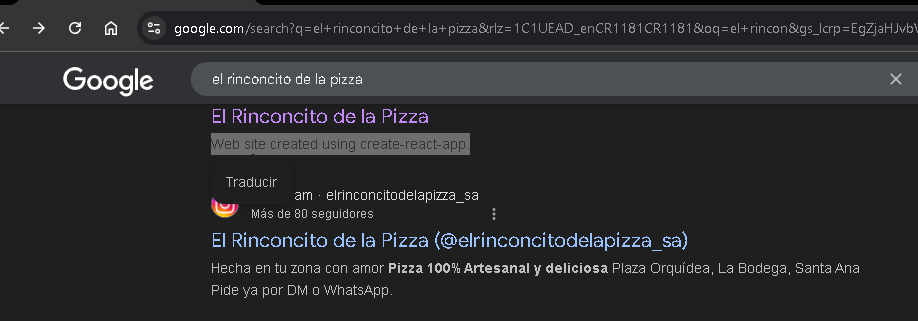 google.com/search?q=el+rinconcito+de+la+pizza&rlz=1C1UEAD_enCR1181CR1181&oq=el+rincon&gs_lcrp=EgZjaHJvbV
Google el rinconcito de la pizza
El Rinconcito de la Pizza
Web site created using create-react-app.
Traducir
am · elrinconcitodelapizza_sa
Más de 80 seguidores
El Rinconcito de la Pizza (@elrinconcitodelapizza_sa)
Hecha en tu zona con amor Pizza 100% Artesanal y deliciosa Plaza Orquídea, La Bodega, Santa Ana
Pide ya por DM o WhatsApp.